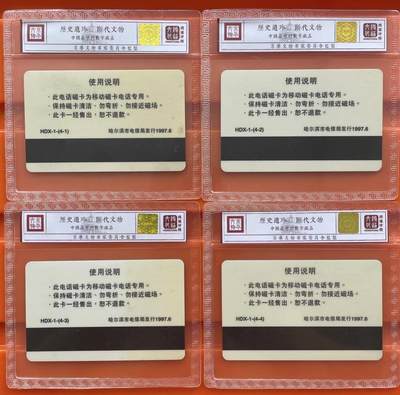 历史遗珍 时代文物
使用说明
·此电话磁卡为移动磁卡电话专用。
·保持磁卡清洁、勿弯折、勿接近磁场。
·此卡一经售出,恕不退款。
HDX-1-(4-1) 哈尔滨市电信局发行1997.6
历史遗珍 时代文物
使用说明
·此电话磁卡为移动磁卡电话专用。
·保持磁卡清洁、勿弯折、勿接近磁场。
·此卡一经售出,恕不退款。
HDX-1-(4-2) 哈尔滨市电信局发行1997.6
历史遗珍 时代文物
使用说明
·此电话磁卡为移动磁卡电话专用。
·保持磁卡清洁、勿弯折、勿接近磁场。
·此卡一经售出,恕不退款。
HDX-1-(4-3) 哈尔滨市电信局发行1997.6
历史遗珍 时代文物
使用说明
·此电话磁卡为移动磁卡电话专用。
·保持磁卡清洁、勿弯折、勿接近磁场。
·此卡一经售出,恕不退款。
HDX-1-(4-4) 哈尔滨市电信局发行1997.6